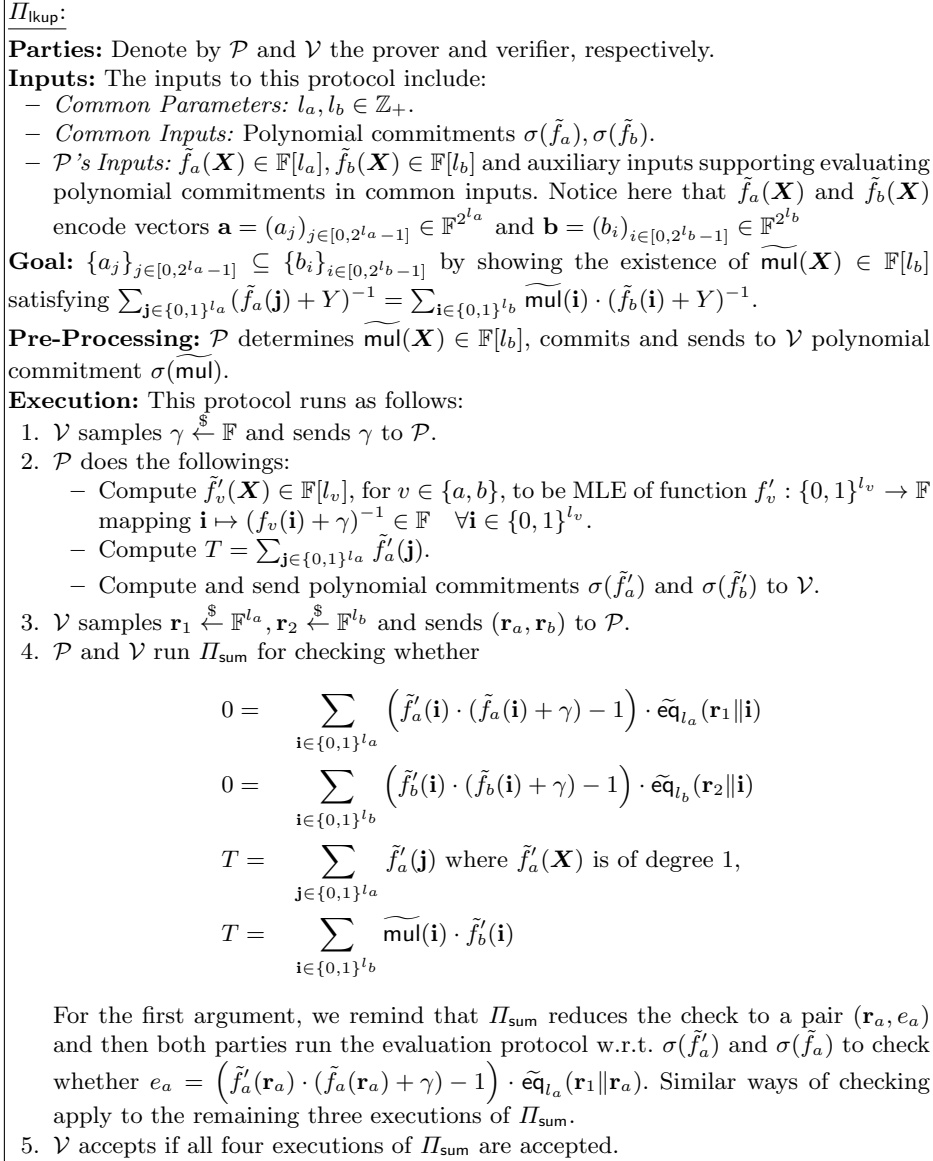 Π_lkup:
Parties: Denote by 𝒫 and 𝒱 the prover and verifier, respectively.
Inputs: The inputs to this protocol include:
– Common Parameters: l_a, l_b ∈ ℤ_+.
– Common Inputs: Polynomial commitments σ(f̃_a), σ(f̃_b).
– 𝒫's Inputs: f̃_a(X) ∈ 𝔽[l_a], f̃_b(X) ∈ 𝔽[l_b] and auxiliary inputs supporting evaluating
polynomial commitments in common inputs. Notice here that f̃_a(X) and f̃_b(X)
encode vectors a = (a_j)_{j∈[0,2^{l_a}−1]} ∈ 𝔽^{2^{l_a}} and b = (b_i)_{i∈[0,2^{l_b}−1]} ∈ 𝔽^{2^{l_b}}
Goal: {a_j}_{j∈[0,2^{l_a}−1]} ⊆ {b_i}_{i∈[0,2^{l_b}−1]} by showing the existence of m̃ul(X) ∈ 𝔽[l_b]
satisfying ∑_{j∈{0,1}^{l_a}} (f̃_a(j) + Y)^{−1} = ∑_{i∈{0,1}^{l_b}} m̃ul(i) · (f̃_b(i) + Y)^{−1}.
Pre-Processing: 𝒫 determines m̃ul(X) ∈ 𝔽[l_b], commits and sends to 𝒱 polynomial
commitment σ(m̃ul).
Execution: This protocol runs as follows:
1. 𝒱 samples γ ←$ 𝔽 and sends γ to 𝒫.
2. 𝒫 does the followings:
– Compute f̃′_v(X) ∈ 𝔽[l_v], for v ∈ {a, b}, to be MLE of function f′_v : {0, 1}^{l_v} → 𝔽
mapping i ↦ (f_v(i) + γ)^{−1} ∈ 𝔽 ∀i ∈ {0, 1}^{l_v}.
– Compute T = ∑_{j∈{0,1}^{l_a}} f̃′_a(j).
– Compute and send polynomial commitments σ(f̃′_a) and σ(f̃′_b) to 𝒱.
3. 𝒱 samples r_1 ←$ 𝔽^{l_a}, r_2 ←$ 𝔽^{l_b} and sends (r_a, r_b) to 𝒫.
4. 𝒫 and 𝒱 run Π_sum for checking whether
0 = ∑_{i∈{0,1}^{l_a}} (f̃′_a(i) · (f̃_a(i) + γ) − 1) · ẽq_{l_a}(r_1‖i)
0 = ∑_{i∈{0,1}^{l_b}} (f̃′_b(i) · (f̃_b(i) + γ) − 1) · ẽq_{l_b}(r_2‖i)
T = ∑_{j∈{0,1}^{l_a}} f̃′_a(j) where f̃′_a(X) is of degree 1,
T = ∑_{i∈{0,1}^{l_b}} m̃ul(i) · f̃′_b(i)
For the first argument, we remind that Π_sum reduces the check to a pair (r_a, e_a)
and then both parties run the evaluation protocol w.r.t. σ(f̃′_a) and σ(f̃_a) to check
whether e_a = (f̃′_a(r_a) · (f̃_a(r_a) + γ) − 1) · ẽq_{l_a}(r_1‖r_a). Similar ways of checking
apply to the remaining three executions of Π_sum.
5. 𝒱 accepts if all four executions of Π_sum are accepted.